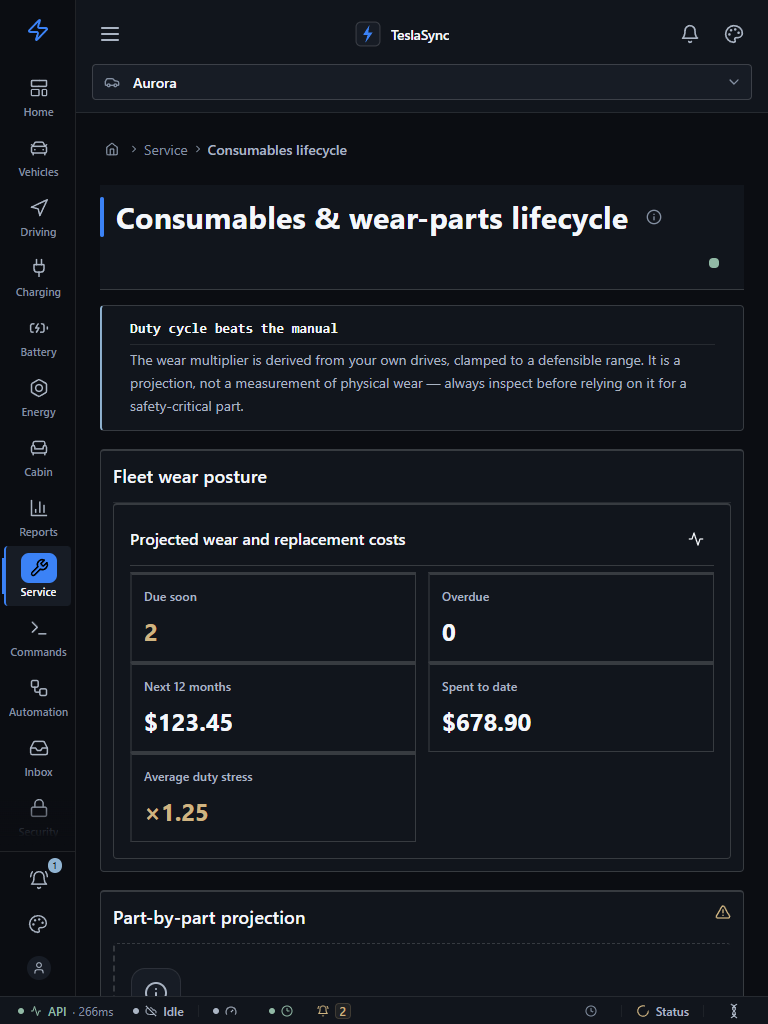 TeslaSync
Aurora
Home
Vehicles
Driving
Charging
Battery
Energy
Cabin
Reports
Service
Commands
Automation
Inbox
Security
1
Service
Consumables lifecycle
Consumables & wear-parts lifecycle
Duty cycle beats the manual
The wear multiplier is derived from your own drives, clamped to a defensible range. It is a
projection, not a measurement of physical wear — always inspect before relying on it for a
safety-critical part.
Fleet wear posture
Projected wear and replacement costs
Due soon
2
Overdue
0
Next 12 months
$123.45
Spent to date
$678.90
Average duty stress
×1.25
Part-by-part projection
API · 266ms
Idle
2
Status